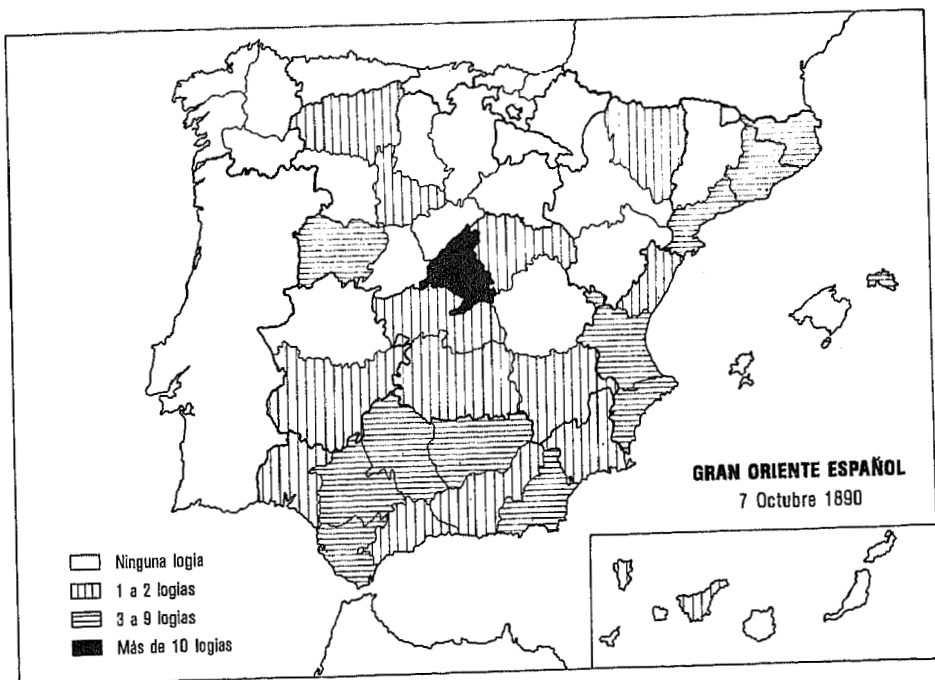 GRAN ORIENTE ESPAÑOL
7 Octubre 1890
Ninguna logia
1 a 2 logias
3 a 9 logias
Más de 10 logias